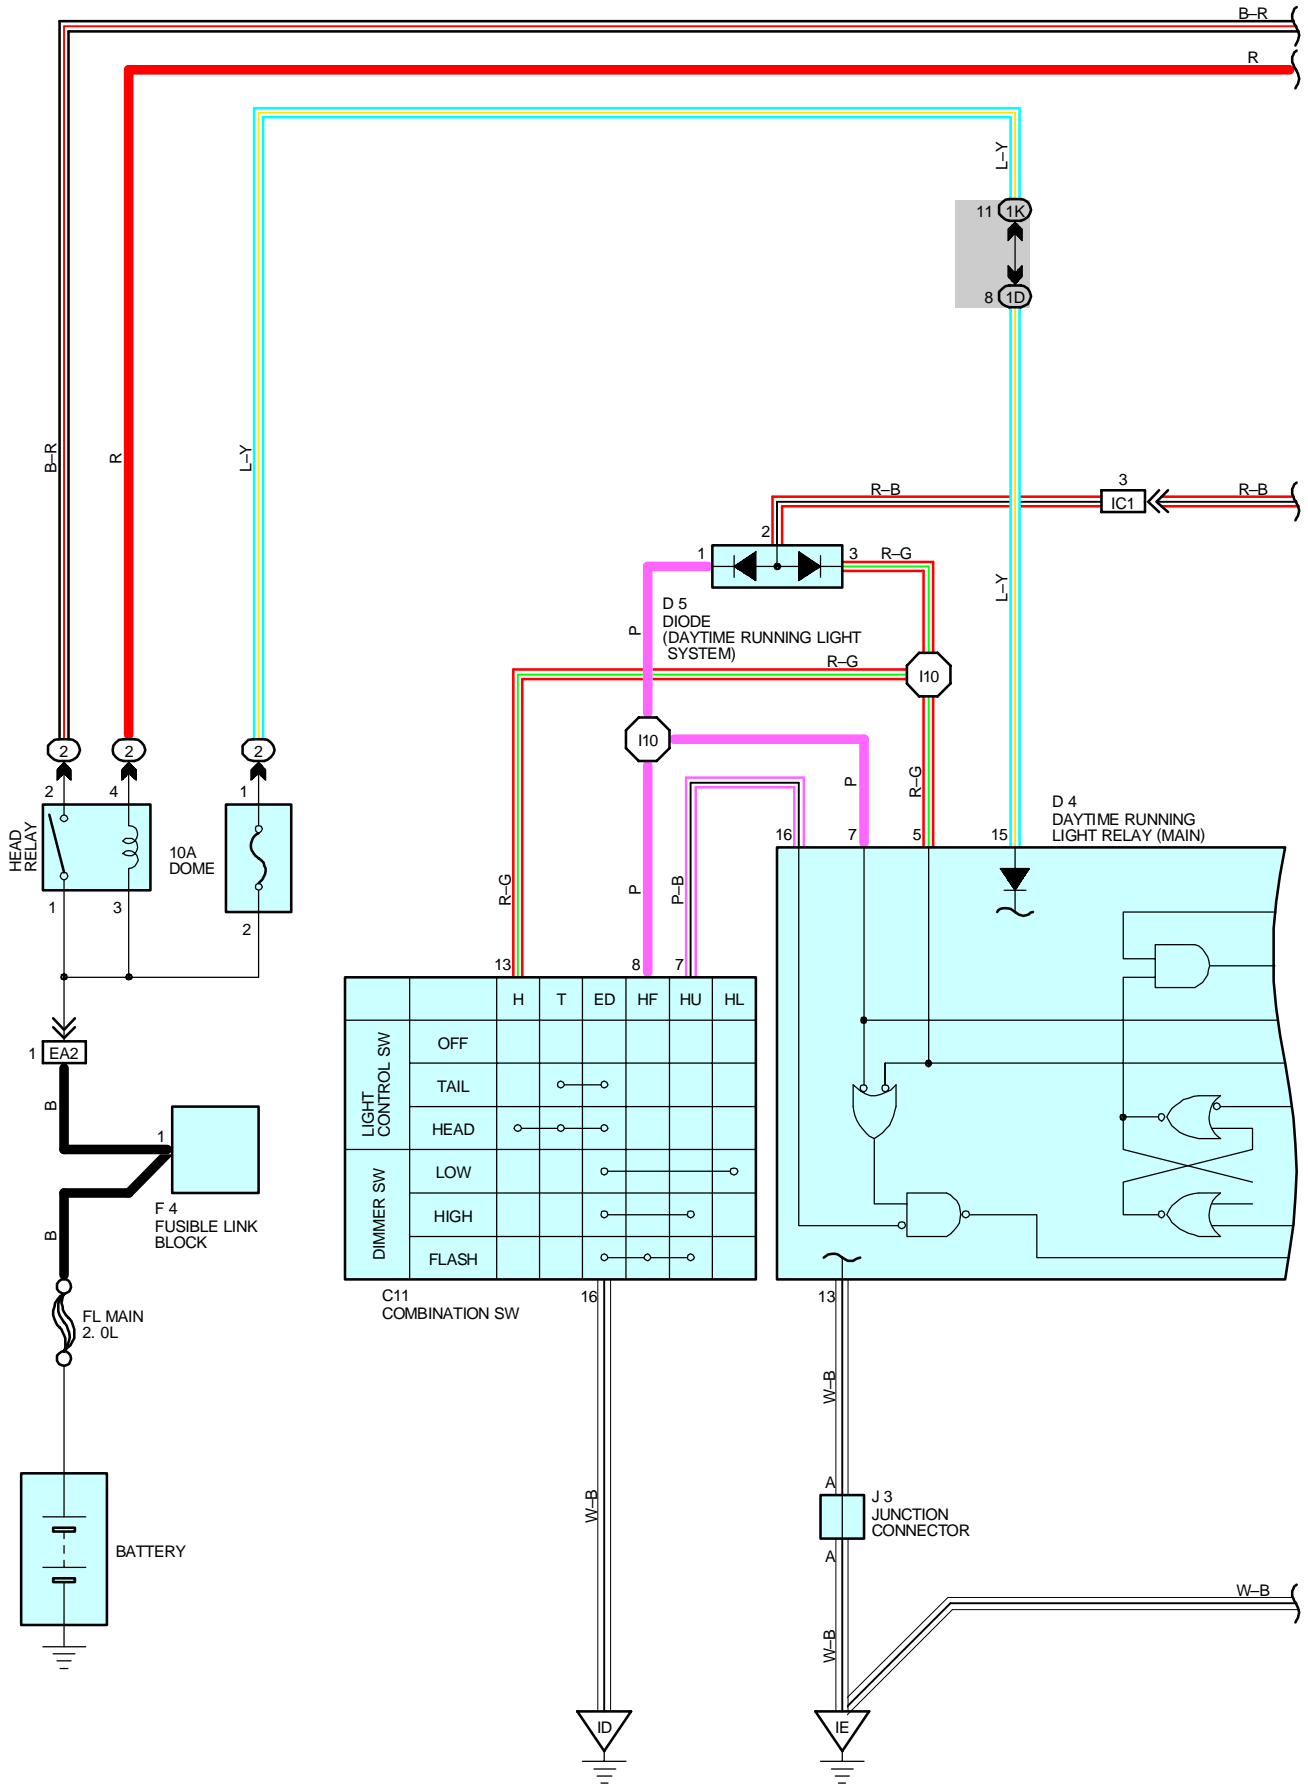 B–R
R
L–Y
11 1K
8 1D
B–R
R
L–Y
R–B
3
IC1
R–B
2
1
3
R–G
D 5
DIODE
(DAYTIME RUNNING LIGHT
SYSTEM)
P
L–Y
R–G
I10
I10
2
2
2
2
4
1
HEAD
RELAY
10A
DOME
1
3
2
P
R–G
16
7
5
15
D 4
DAYTIME RUNNING
LIGHT RELAY (MAIN)
R–G
P
P–B
13
8
7
H
T
ED
HF
HU
HL
LIGHT
CONTROL SW
OFF
TAIL
HEAD
DIMMER SW
LOW
HIGH
FLASH
C11
COMBINATION SW
16
13
1 EA2
B
1
F 4
FUSIBLE LINK
BLOCK
B
FL MAIN
2. 0L
BATTERY
W–B
W–B
A
J 3
JUNCTION
CONNECTOR
A
W–B
W–B
ID
IE